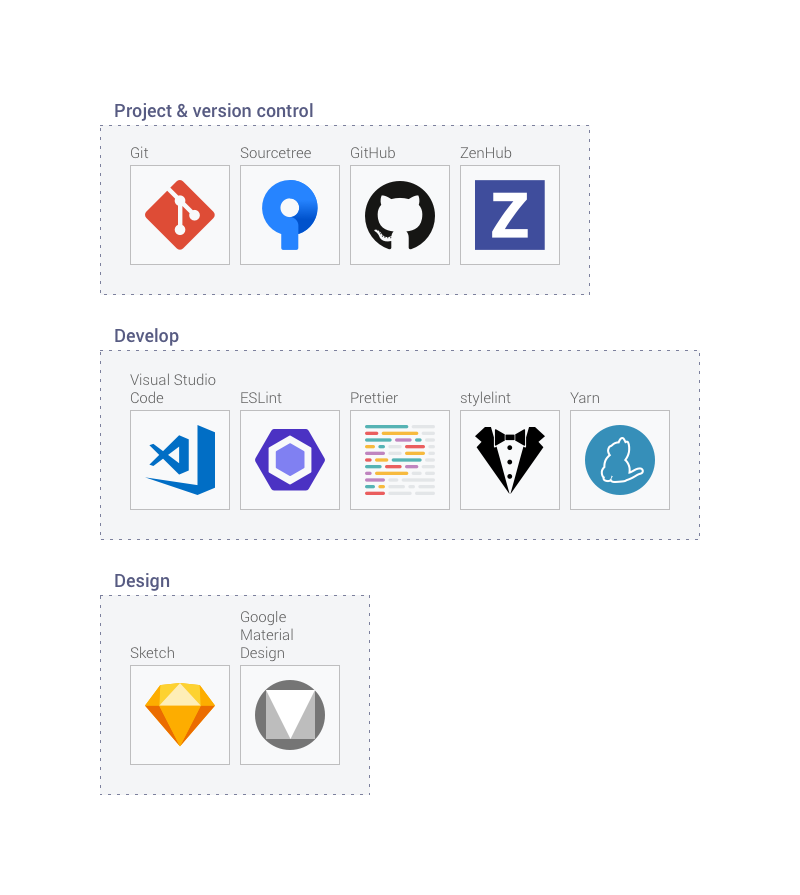 Project & version control
Git
Sourcetree
GitHub
ZenHub
Z
Develop
Visual Studio
Code
ESLint
Prettier
stylelint
Yarn
Design
Sketch
Google
Material
Design